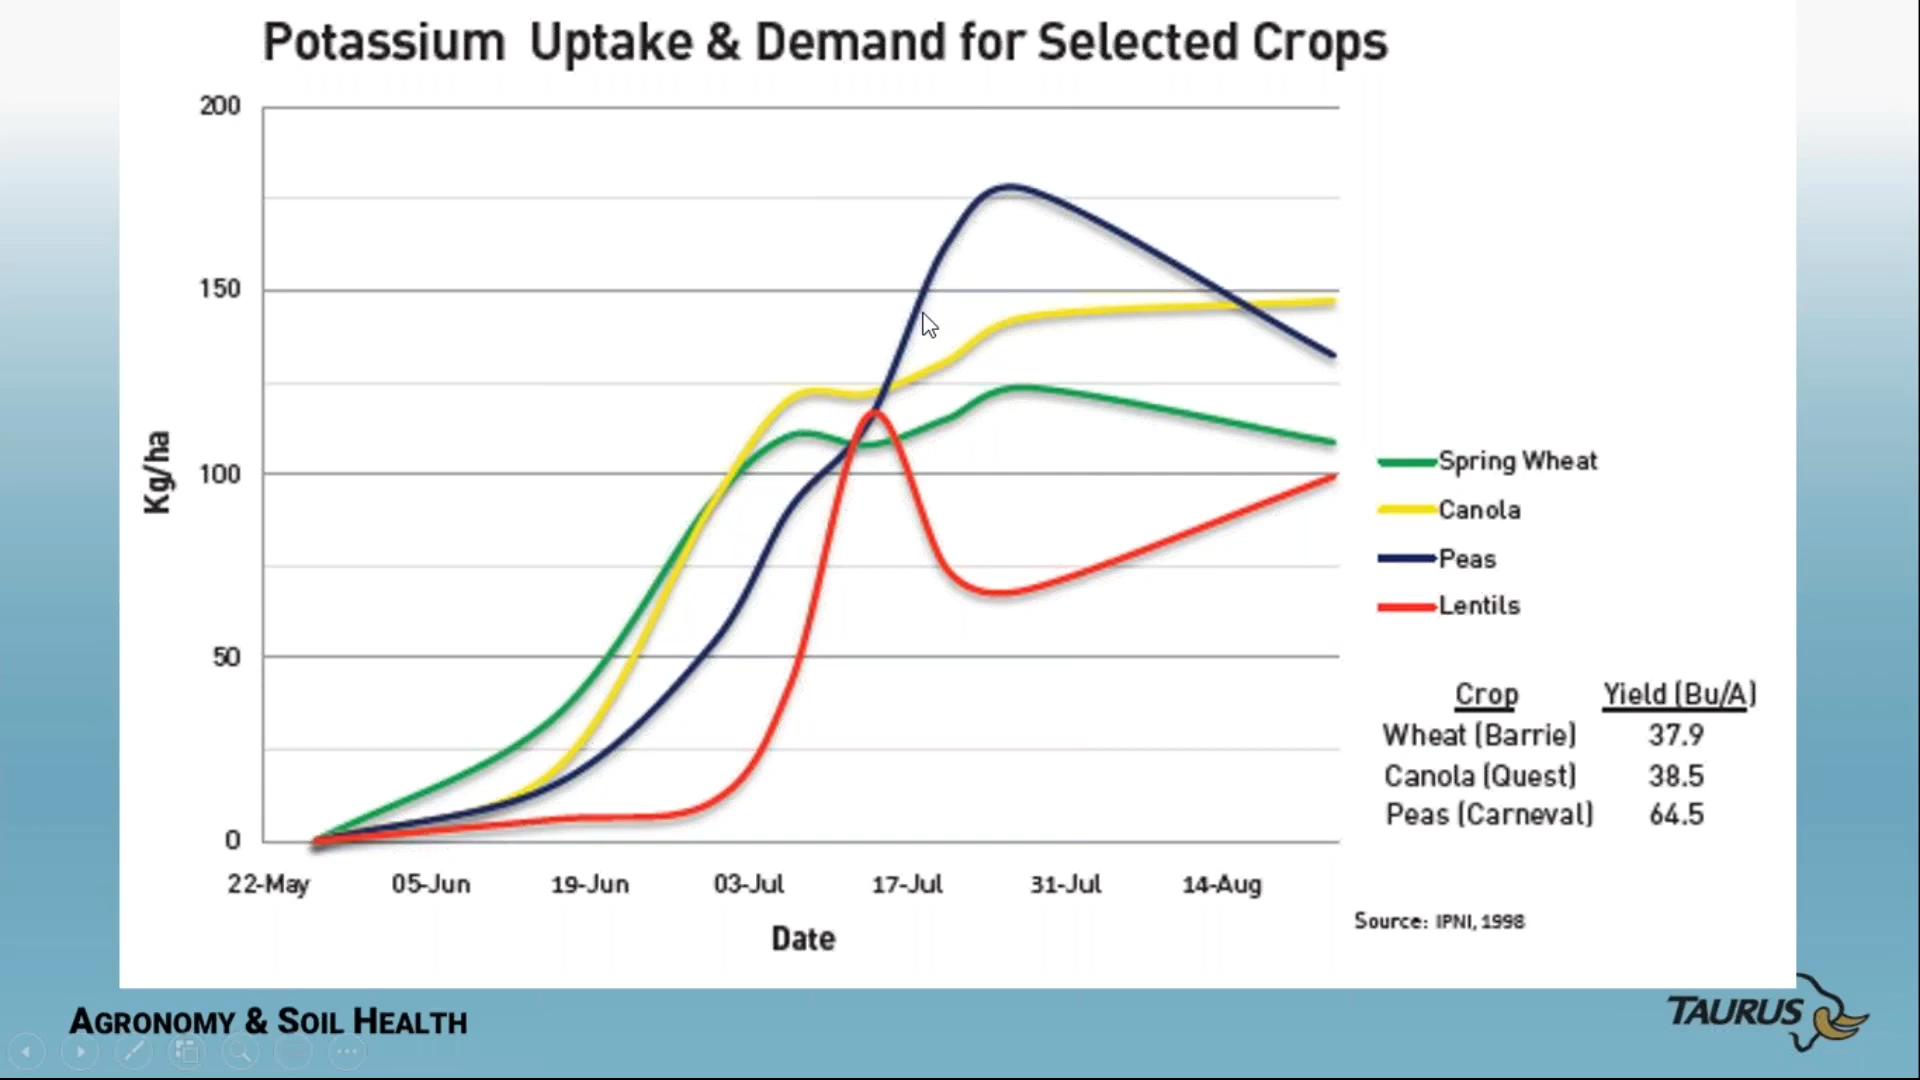 Potassium Uptake & Demand for Selected Crops
200
150
100
50
0
Kg/ha
22-May 05-Jun 19-Jun 03-Jul 17-Jul 31-Jul 14-Aug
Date
Spring Wheat
Canola
Peas
Lentils
Crop Yield (Bu/A)
Wheat (Barrie) 37.9
Canola (Quest) 38.5
Peas (Carneval) 64.5
Source: IPNI, 1998
AGRONOMY & SOIL HEALTH
TAURUS